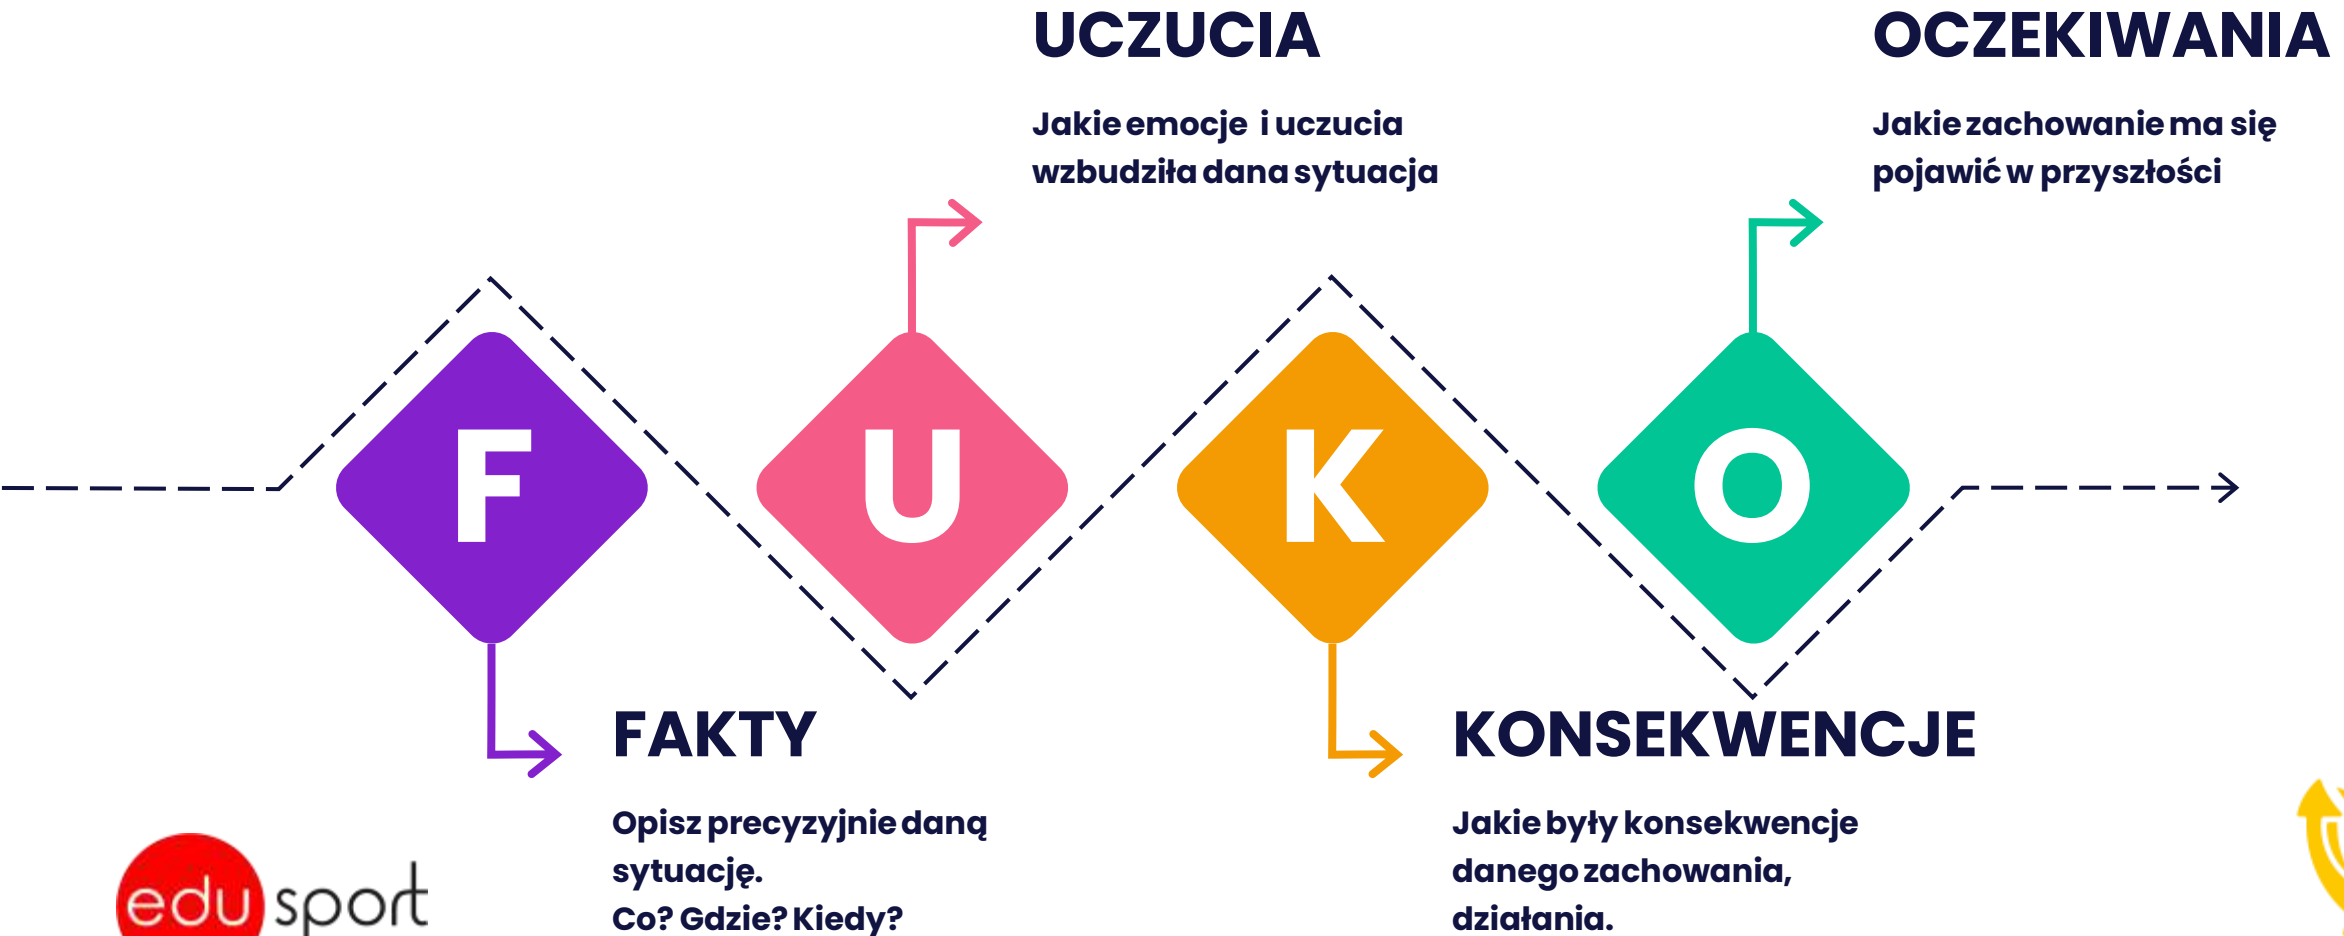 UCZUCIA
Jakie emocje i uczucia
wzbudziła dana sytuacja
OCZEKIWANIA
Jakie zachowanie ma się
pojawić w przyszłości
F
U
K
O
FAKTY
Opisz precyzyjnie daną
sytuację.
Co? Gdzie? Kiedy?
KONSEKWENCJE
Jakie były konsekwencje
danego zachowania,
działania.
edu sport